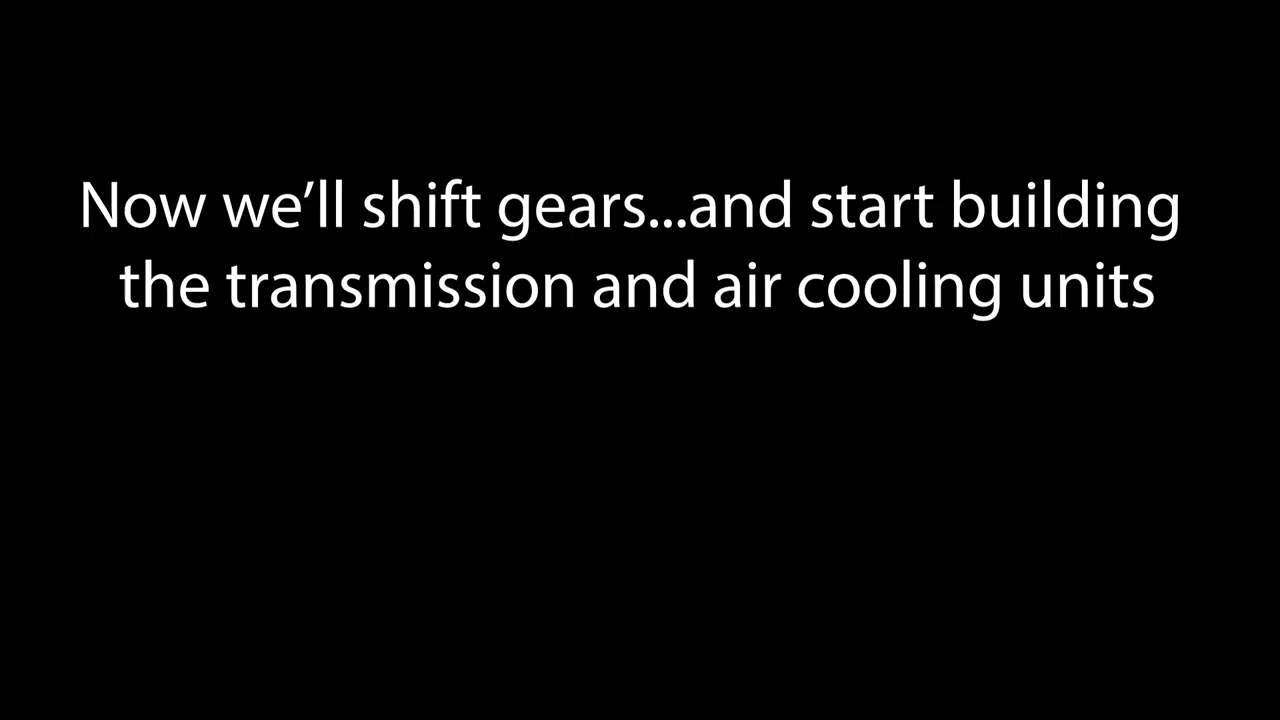 Now we’ll shift gears...and start building
the transmission and air cooling units